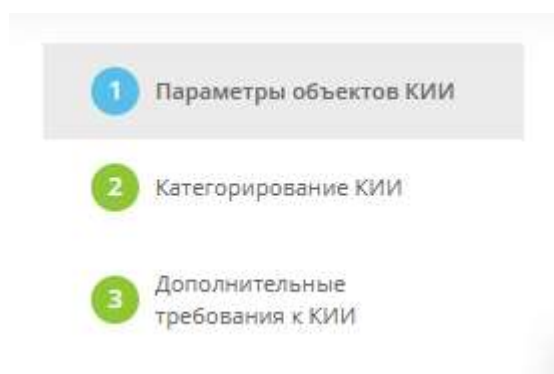 1 Параметры объектов КИИ
2 Категорирование КИИ
3 Дополнительные
требования к КИИ